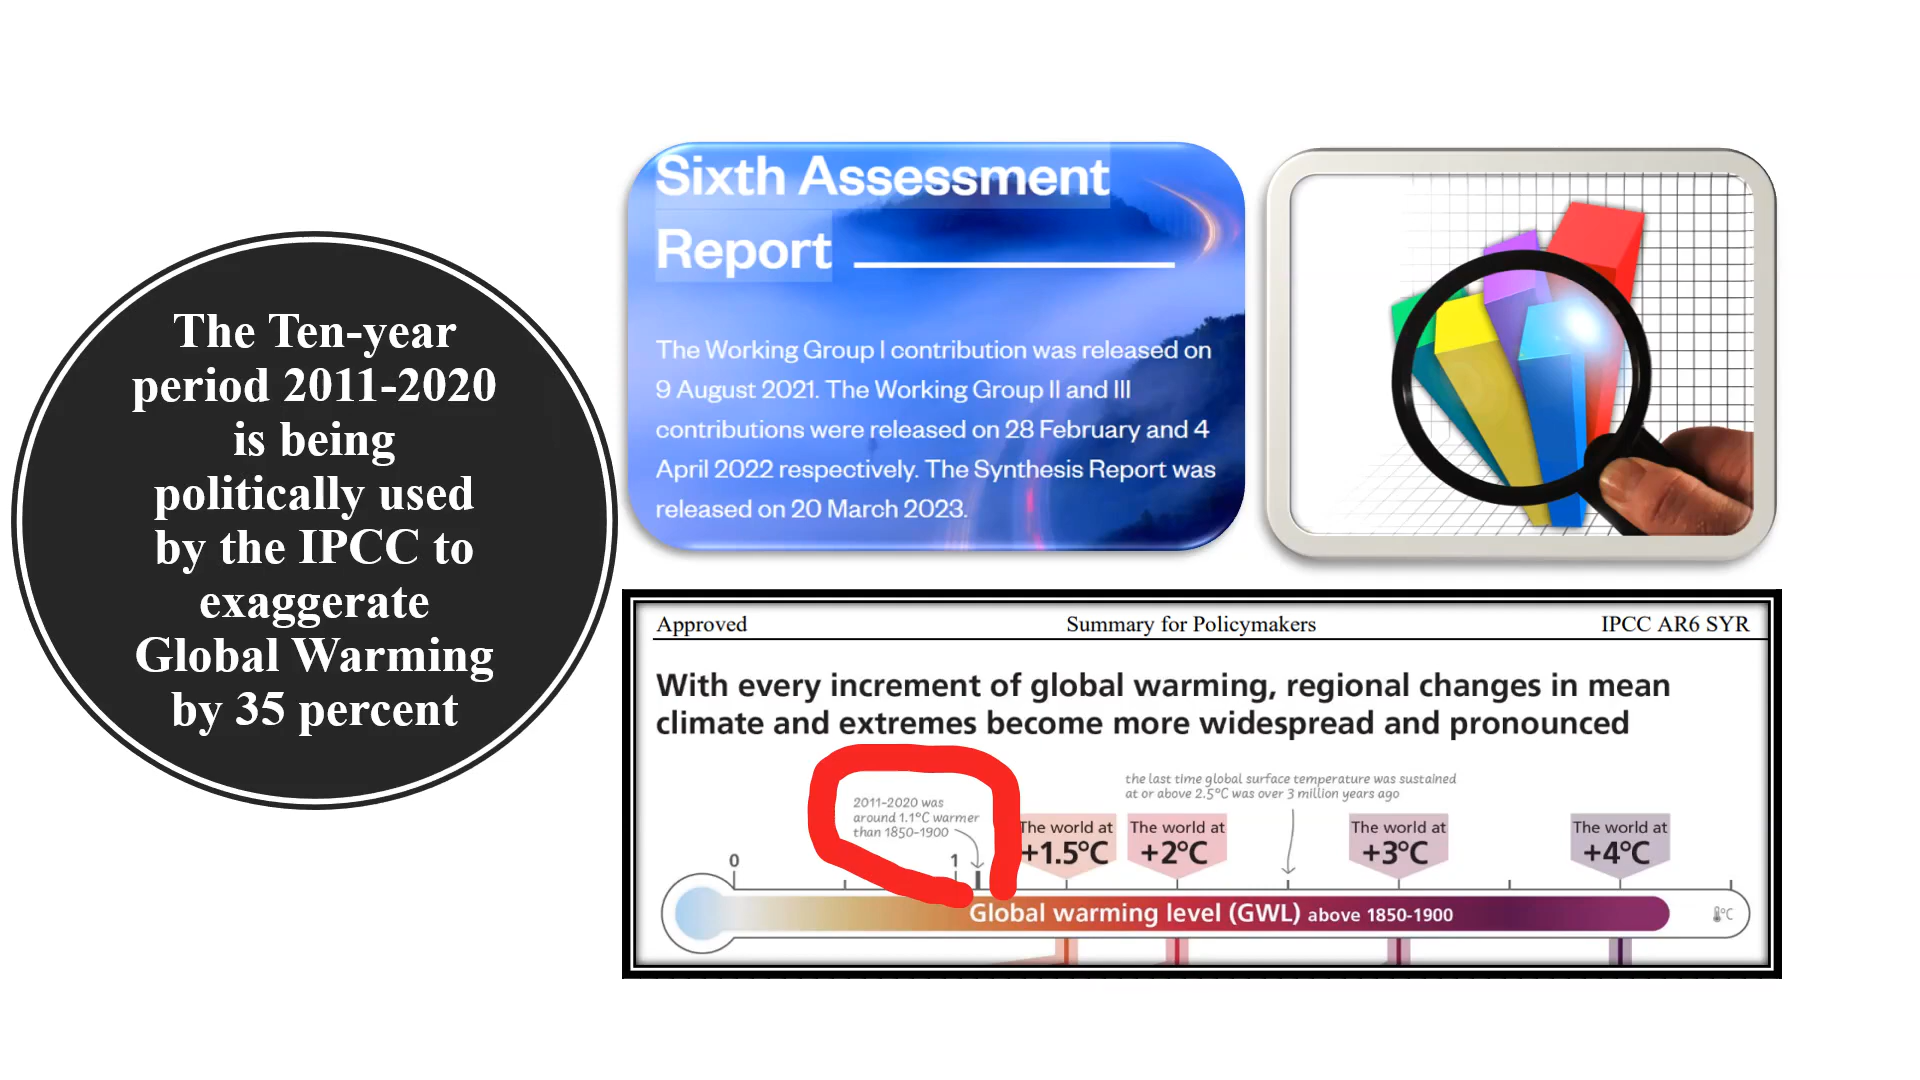 The Ten-year
period 2011-2020
is being
politically used
by the IPCC to
exaggerate
Global Warming
by 35 percent
Sixth Assessment
Report
The Working Group I contribution was released on
9 August 2021. The Working Group II and III
contributions were released on 28 February and 4
April 2022 respectively. The Synthesis Report was
released on 20 March 2023.
Approved Summary for Policymakers IPCC AR6 SYR
With every increment of global warming, regional changes in mean
climate and extremes become more widespread and pronounced
2011-2020 was
around 1.1°C warmer
than 1850-1900
the last time global surface temperature was sustained
at or above 2.5°C was over 3 million years ago
0
1
The world at
+1.5°C
The world at
+2°C
The world at
+3°C
The world at
+4°C
Global warming level (GWL) above 1850-1900
°C